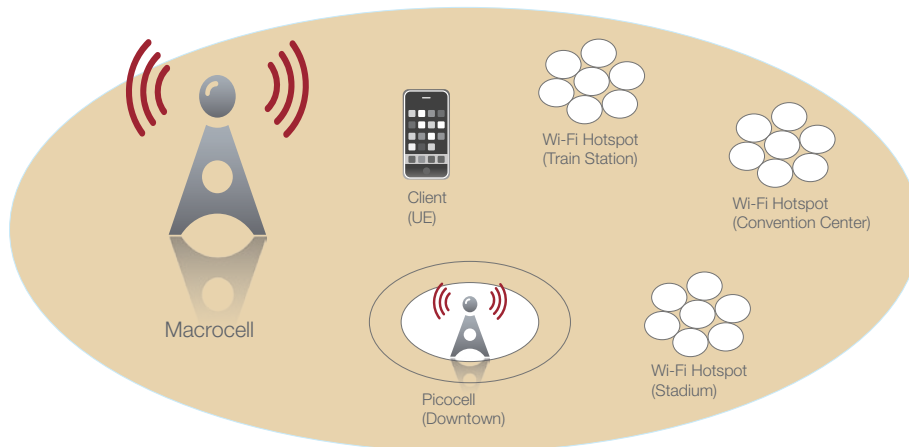 Wi-Fi Hotspot
(Train Station)
Client
(UE)
Wi-Fi Hotspot
(Convention Center)
Macrocell
Wi-Fi Hotspot
(Stadium)
Picocell
(Downtown)